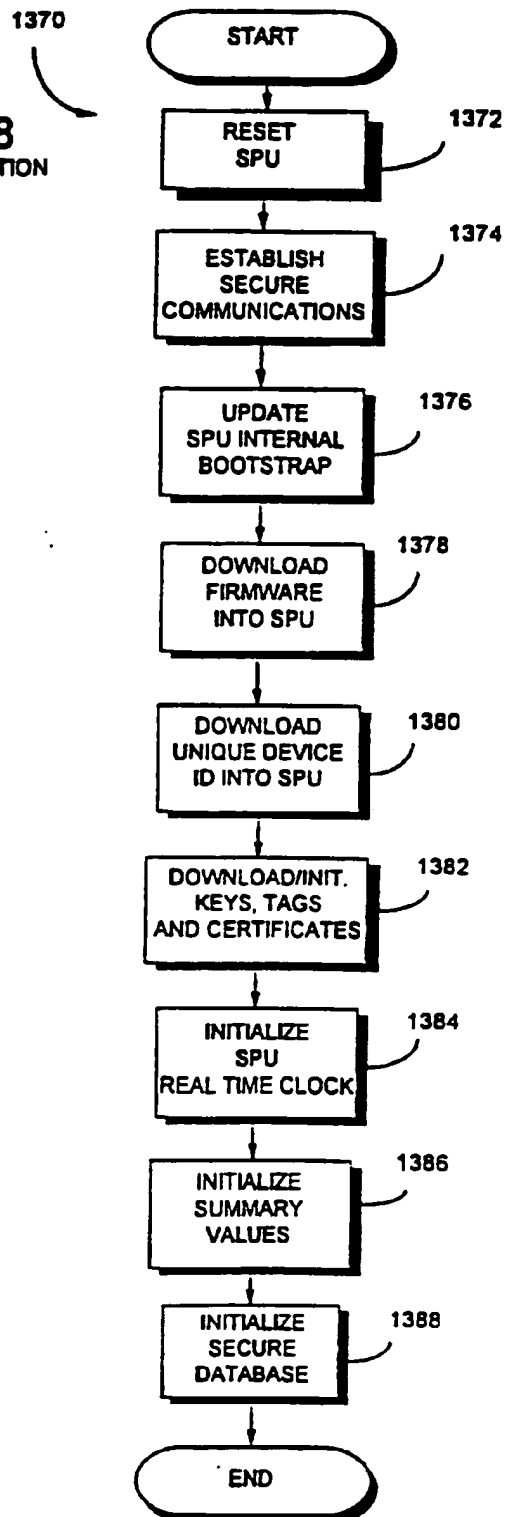 1370
START
8
TION
RESET
SPU
1372
ESTABLISH
SECURE
COMMUNICATIONS
1374
UPDATE
SPU INTERNAL
BOOTSTRAP
1376
DOWNLOAD
FIRMWARE
INTO SPU
1378
DOWNLOAD
UNIQUE DEVICE
ID INTO SPU
1380
DOWNLOAD/INIT.
KEYS, TAGS
AND CERTIFICATES
1382
INITIALIZE
SPU
REAL TIME CLOCK
1384
INITIALIZE
SUMMARY
VALUES
1386
INITIALIZE
SECURE
DATABASE
1388
END